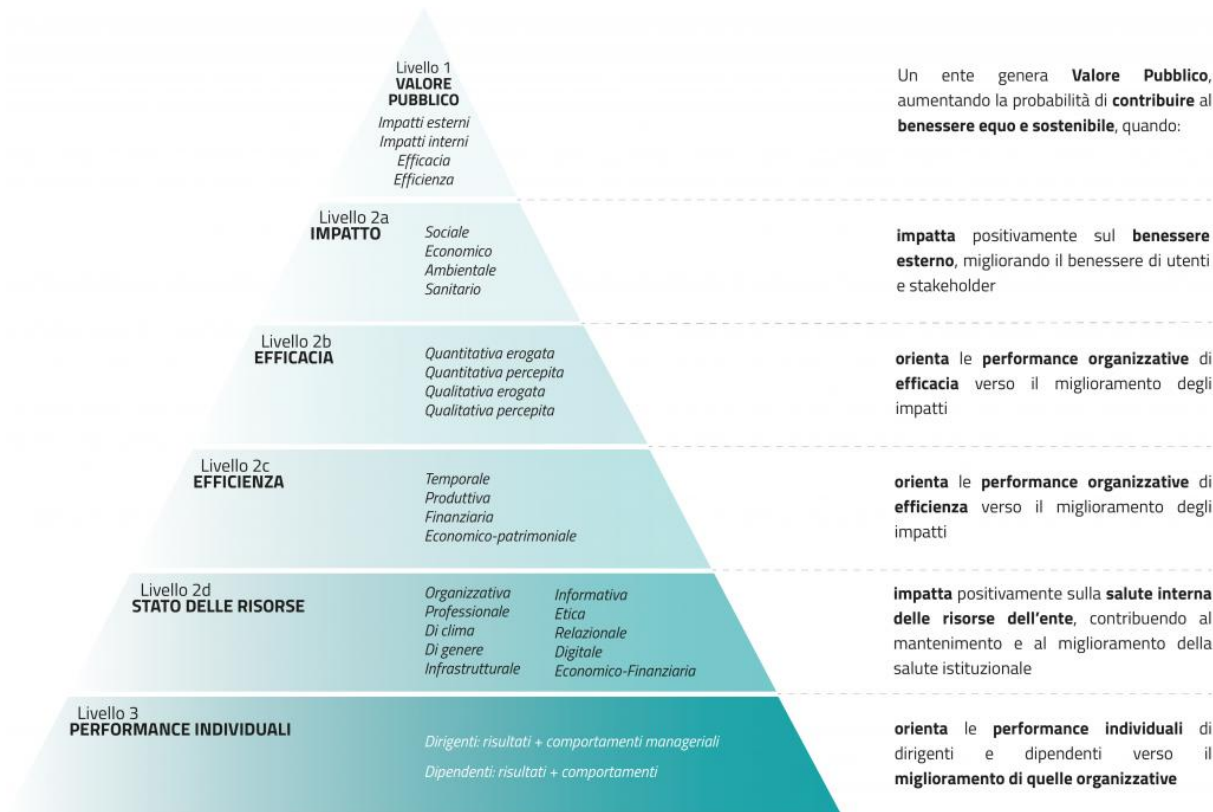 Livello 1
VALORE
PUBBLICO
Impatti esterni
Impatti interni
Efficacia
Efficienza
Un ente genera Valore Pubblico,
aumentando la probabilità di contribuire al
benessere equo e sostenibile, quando:
Livello 2a
IMPATTO
Sociale
Economico
Ambientale
Sanitario
impatta positivamente sul benessere
esterno, migliorando il benessere di utenti
e stakeholder
Livello 2b
EFFICACIA
Quantitativa erogata
Quantitativa percepita
Qualitativa erogata
Qualitativa percepita
orienta le performance organizzative di
efficacia verso il miglioramento degli
impatti
Livello 2c
EFFICIENZA
Temporale
Produttiva
Finanziaria
Economico-patrimoniale
orienta le performance organizzative di
efficienza verso il miglioramento degli
impatti
Livello 2d
STATO DELLE RISORSE
Organizzativa
Professionale
Di clima
Di genere
Infrastrutturale
Informativa
Etica
Relazionale
Digitale
Economico-Finanziaria
impatta positivamente sulla salute interna
delle risorse dell'ente, contribuendo al
mantenimento e al miglioramento della
salute istituzionale
Livello 3
PERFORMANCE INDIVIDUALI
Dirigenti: risultati + comportamenti manageriali
Dipendenti: risultati + comportamenti
orienta le performance individuali di
dirigenti e dipendenti verso il
miglioramento di quelle organizzative